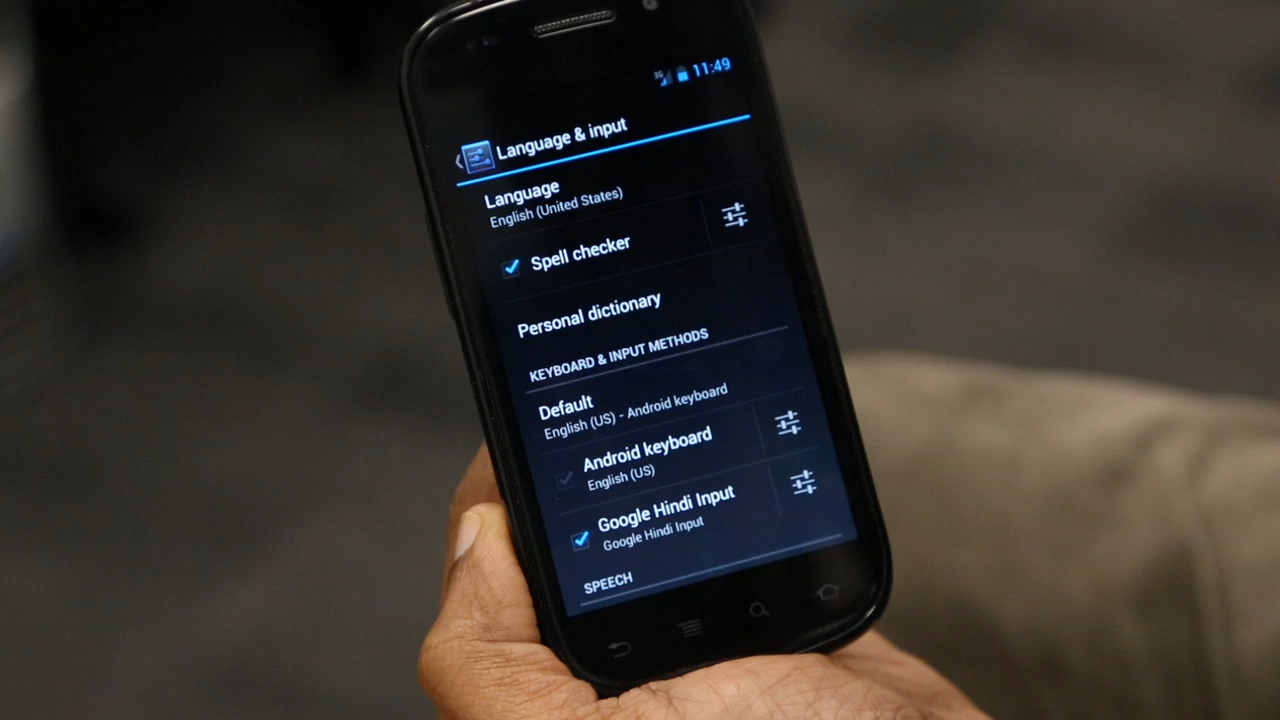 3G 11:49
Language & input
Language
English (United States)
Spell checker
Personal dictionary
KEYBOARD & INPUT METHODS
Default
English (US) - Android keyboard
Android keyboard
English (US)
Google Hindi Input
Google Hindi Input
SPEECH